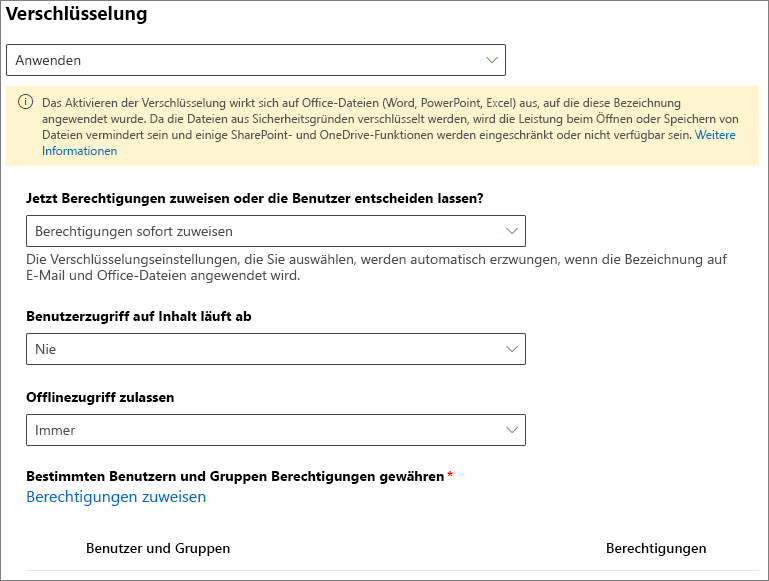 Verschlüsselung
Anwenden
Das Aktivieren der Verschlüsselung wirkt sich auf Office-Dateien (Word, PowerPoint, Excel) aus, auf die diese Bezeichnung
angewendet wurde. Da die Dateien aus Sicherheitsgründen verschlüsselt werden, wird die Leistung beim Öffnen oder Speichern von
Dateien vermindert sein und einige SharePoint- und OneDrive-Funktionen werden eingeschränkt oder nicht verfügbar sein. Weitere
Informationen
Jetzt Berechtigungen zuweisen oder die Benutzer entscheiden lassen?
Berechtigungen sofort zuweisen
Die Verschlüsselungseinstellungen, die Sie auswählen, werden automatisch erzwungen, wenn die Bezeichnung auf
E-Mail und Office-Dateien angewendet wird.
Benutzerzugriff auf Inhalt läuft ab
Nie
Offlinezugriff zulassen
Immer
Bestimmten Benutzern und Gruppen Berechtigungen gewähren *
Berechtigungen zuweisen
Benutzer und Gruppen Berechtigungen